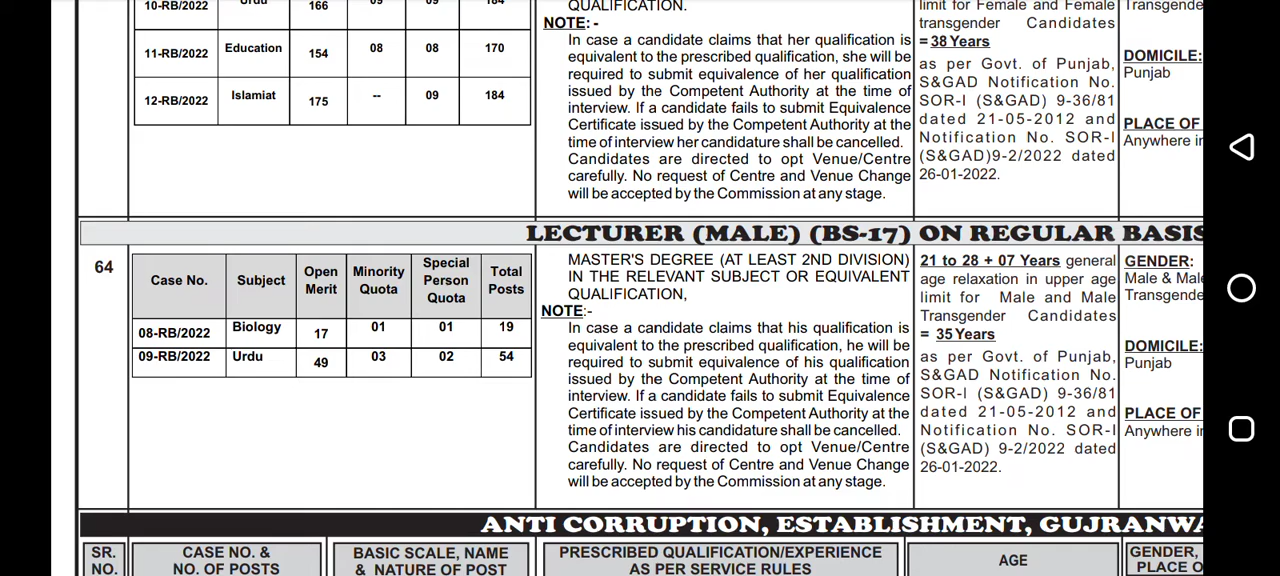 10-RB/2022 Urdu 166 09 09 184
11-RB/2022 Education 154 08 08 170
12-RB/2022 Islamiat 175 -- 09 184
QUALIFICATION.
NOTE: -
In case a candidate claims that her qualification is
equivalent to the prescribed qualification, she will be
required to submit equivalence of her qualification
issued by the Competent Authority at the time of
interview. If a candidate fails to submit Equivalence
Certificate issued by the Competent Authority at the
time of interview her candidature shall be cancelled.
Candidates are directed to opt Venue/Centre
carefully. No request of Centre and Venue Change
will be accepted by the Commission at any stage.
limit for Female and Female
transgender Candidates
= 38 Years
as per Govt. of Punjab,
S&GAD Notification No.
SOR-I (S&GAD) 9-36/81
dated 21-05-2012 and
Notification No. SOR-I
(S&GAD)9-2/2022 dated
26-01-2022.
Transgende
DOMICILE:
Punjab
PLACE OF
Anywhere in
LECTURER (MALE) (BS-17) ON REGULAR BASIS
64
Case No. Subject Open Merit Minority Quota Special Person Quota Total Posts
08-RB/2022 Biology 17 01 01 19
09-RB/2022 Urdu 49 03 02 54
MASTER'S DEGREE (AT LEAST 2ND DIVISION)
IN THE RELEVANT SUBJECT OR EQUIVALENT
QUALIFICATION,
NOTE:-
In case a candidate claims that his qualification is
equivalent to the prescribed qualification, he will be
required to submit equivalence of his qualification
issued by the Competent Authority at the time of
interview. If a candidate fails to submit Equivalence
Certificate issued by the Competent Authority at the
time of interview his candidature shall be cancelled.
Candidates are directed to opt Venue/Centre
carefully. No request of Centre and Venue Change
will be accepted by the Commission at any stage.
21 to 28 + 07 Years general
age relaxation in upper age
limit for Male and Male
Transgender Candidates
= 35 Years
as per Govt. of Punjab,
S&GAD Notification No.
SOR-I (S&GAD) 9-36/81
dated 21-05-2012 and
Notification No. SOR-I
(S&GAD) 9-2/2022 dated
26-01-2022.
GENDER:
Male & Male
Transgende
DOMICILE:
Punjab
PLACE OF
Anywhere in
ANTI CORRUPTION, ESTABLISHMENT, GUJRANWA
SR. NO.
CASE NO. &
NO. OF POSTS
BASIC SCALE, NAME
& NATURE OF POST
PRESCRIBED QUALIFICATION/EXPERIENCE
AS PER SERVICE RULES
AGE
GENDER,
PLACE O